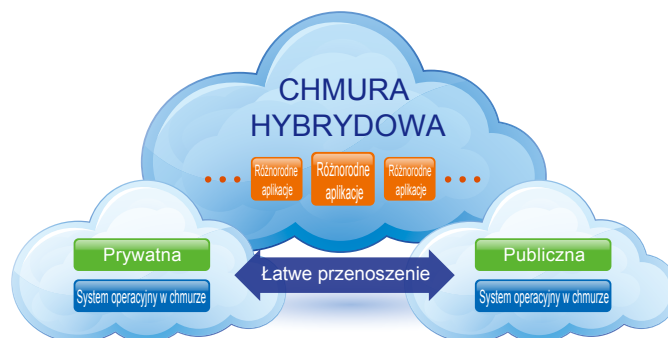 CHMURA
HYBRYDOWA
• • • Różnorodne aplikacje Różnorodne aplikacje Różnorodne aplikacje • • •
Prywatna
Publiczna
Łatwe przenoszenie
System operacyjny w chmurze
System operacyjny w chmurze